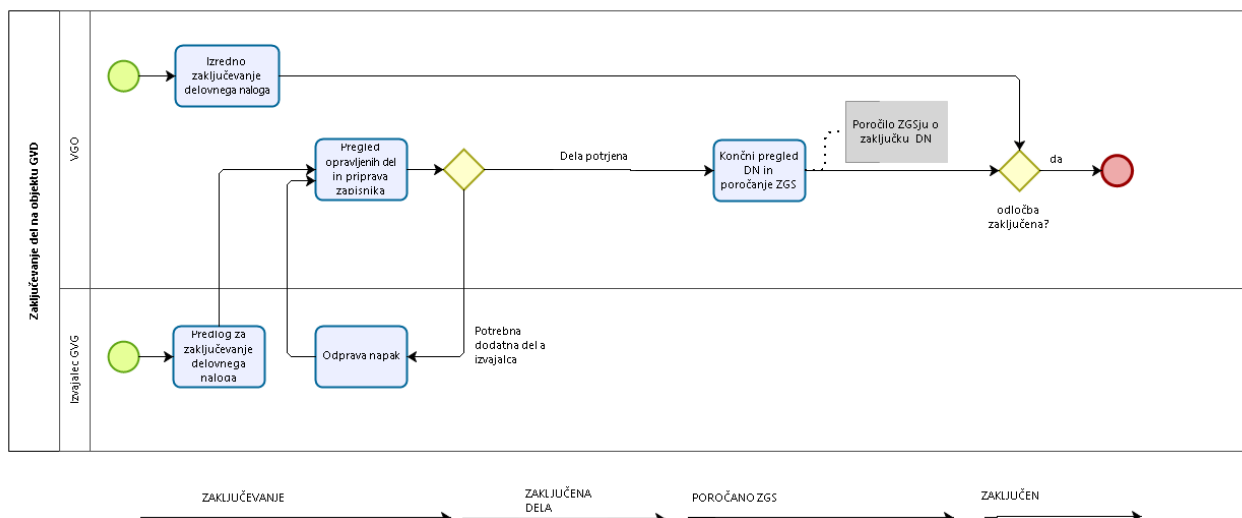 Zaključevanje del na objektu GVD
VGO
Izvajalec GVG
Izredno
zaključevanje
delovnega naloga
Pregled
opravljenih del
in priprava
zapisnika
Dela potrjena
Končni pregled
DN in
poročanje ZGS
Poročilo ZGSju o
zaključku DN
da
odločba
zaključena?
Predlog za
zaključevanje
delovnega
naloga
Odprava napak
Potrebna
dodatna del a
izvajalca
ZAKLJUČEVANJE
ZAKLJUČENA
DELA
POROČANO ZGS
ZAKLJUČEN